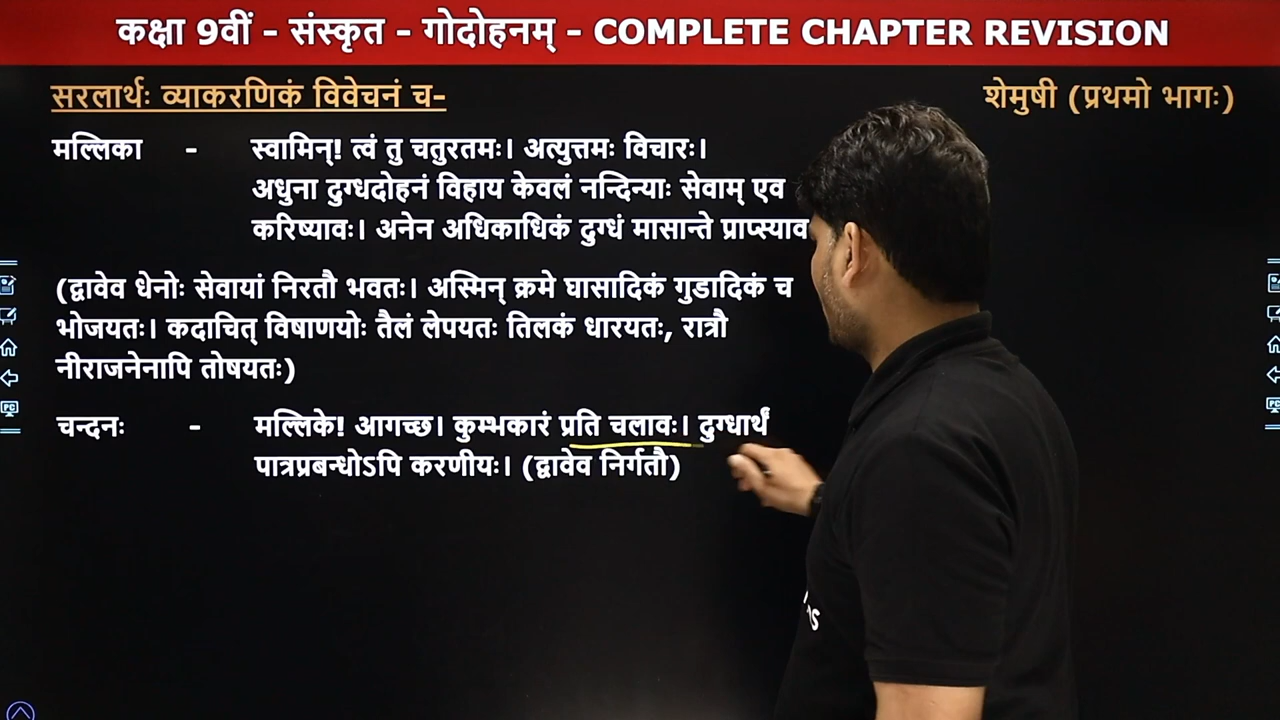 कक्षा 9वीं - संस्कृत - गोदोहनम् - COMPLETE CHAPTER REVISION
सरलार्थः व्याकरणिकं विवेचनं च-
शेमुषी (प्रथमो भागः)
मल्लिका - स्वामिन्! त्वं तु चतुरतमः। अत्युत्तमः विचारः।
अधुना दुग्धदोहनं विहाय केवलं नन्दिन्याः सेवाम् एव
करिष्यावः। अनेन अधिकाधिकं दुग्धं मासान्ते प्राप्स्याव
(द्वावेव धेनोः सेवायां निरतौ भवतः। अस्मिन् क्रमे घासादिकं गुडादिकं च
भोजयतः। कदाचित् विषाणयोः तैलं लेपयतः तिलकं धारयतः, रात्रौ
नीराजनेनापि तोषयतः)
चन्दनः - मल्लिके! आगच्छ। कुम्भकारं प्रति चलावः। दुग्धार्थं
पात्रप्रबन्धोऽपि करणीयः। (द्वावेव निर्गतौ)
PC
PC